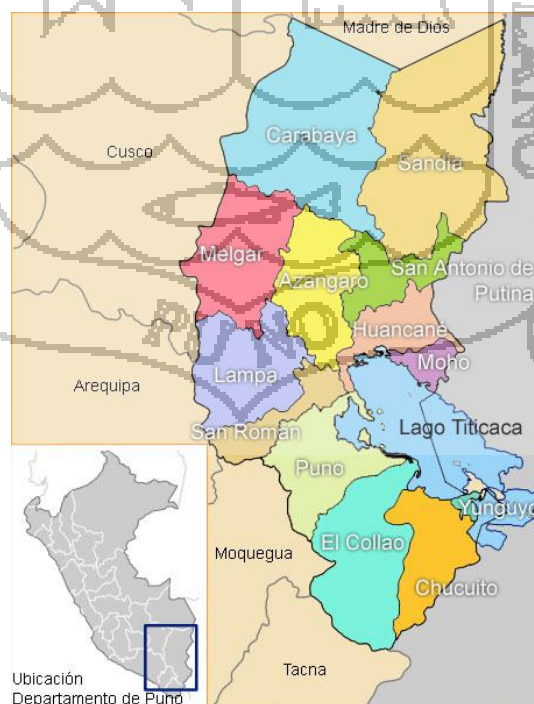 Madre de Dios
Cusco
Carabaya
Sandia
Melgar
Azangaro
San Antonio de
Putina
Huancané
Moho
Arequipa
Lampa
Lago Titicaca
San Román
Puno
Yunguyo
El Collao
Moquegua
Chucuito
Tacna
Ubicación
Departamento de Puno